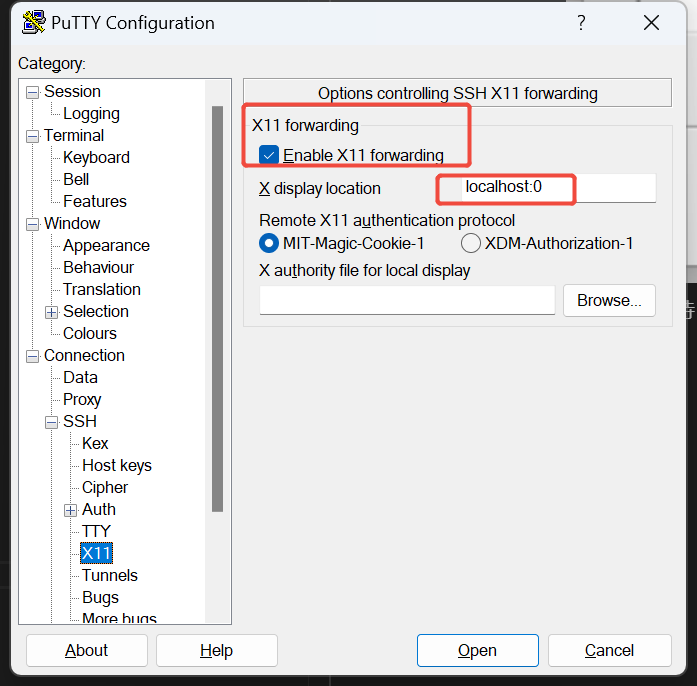 PuTTY Configuration
?
Category:
Session
Logging
Terminal
Keyboard
Bell
Features
Window
Appearance
Behaviour
Translation
Selection
Colours
Connection
Data
Proxy
SSH
Kex
Host keys
Cipher
Auth
TTY
X11
Tunnels
Bugs
More bugs
Options controlling SSH X11 forwarding
X11 forwarding
Enable X11 forwarding
X display location localhost:0
Remote X11 authentication protocol
MIT-Magic-Cookie-1 XDM-Authorization-1
X authority file for local display
Browse...
About Help Open Cancel